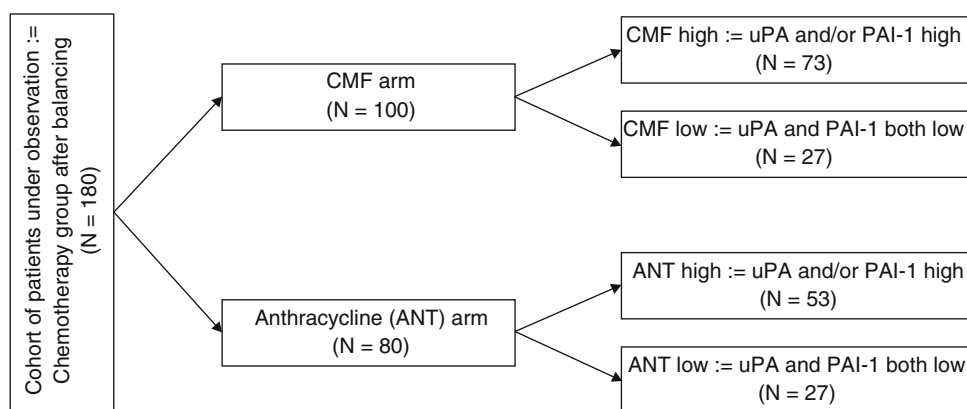 Cohort of patients under observation :=
Chemotherapy group after balancing
(N = 180)
CMF arm
(N = 100)
Anthracycline (ANT) arm
(N = 80)
CMF high := uPA and/or PAI-1 high
(N = 73)
CMF low := uPA and PAI-1 both low
(N = 27)
ANT high := uPA and/or PAI-1 high
(N = 53)
ANT low := uPA and PAI-1 both low
(N = 27)